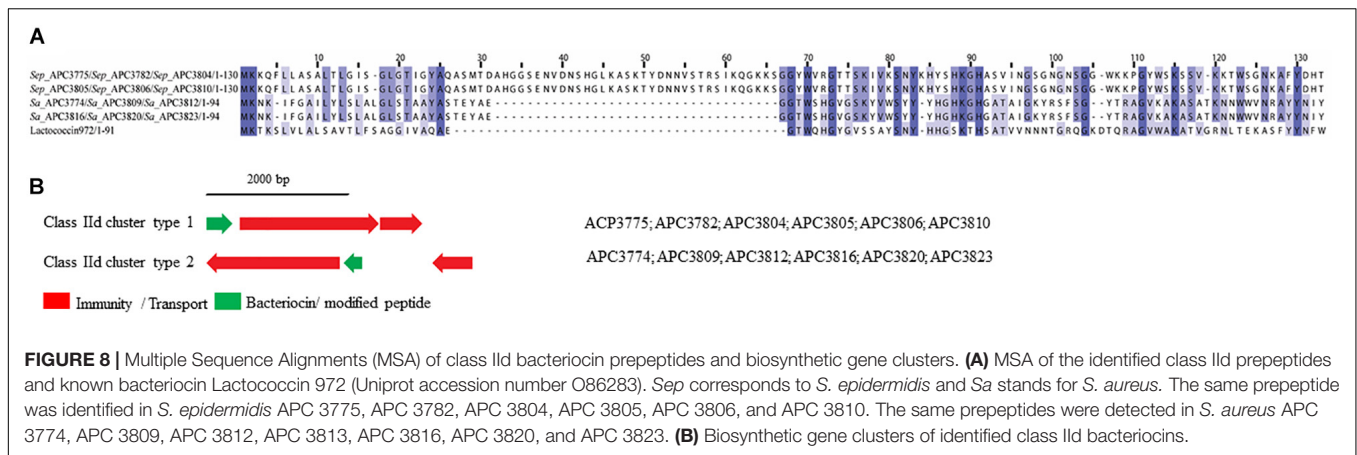 A
10 20 30 40 50 60 70 80 90 100 110 120 130
Sep_APC3775/Sep_APC3782/Sep_APC3804/1-130 MKKQFLLASALTLGIS-GLGTIGYAQASMTDAHGGSENVDNSHGLKASKTYDNNVSTRSIKQGKKSGGYWVRGTTSKIVKSNYKHYSHKGHASVINGSGNGNSGG-WKKPGYWSKSSV-KKTWSGNKAFYDHT
Sep_APC3805/Sep_APC3806/Sep_APC3810/1-130 MKKQFLLASALTLGIS-GLGTIGYAQASMTDAHGGSENVDNSHGLKASKTYDNNVSTRSIKQGKKSGGYWVRGTTSKIVKSNYKHYSHKGHASVINGSGNGNSGG-WKKPGYWSKSSV-KKTWSGNKAFYDHT
Sa_APC3774/Sa_APC3809/Sa_APC3812/1-94 MKNK-IFGAILYLSLALGLSTAAYASTEYAE-----------------------------------GGTWSHGVGSKYVWSYY-YHGHKGHGATAIGKYRSFSG--YTRAGVKAKASATKNNWWVNRAYYNIY
Sa_APC3816/Sa_APC3820/Sa_APC3823/1-94 MKNK-IFGAILYLSLALGLSTAAYASTEYAE-----------------------------------GGTWSHGVGSKYVWSYY-YHGHKGHGATAIGKYRSFSG--YTRAGVKAKASATKNNWWVNRAYYNIY
Lactococcin972/1-91 MKTKSLVLALSAVTLFSAGGIVAQAE-----------------------------------------GTWQHGYGVSSAYSNY-HHGSKTHSATVVNNNTGRQGKDTQRAGVWAKATVGRNLTEKASFYYNFW
B
2000 bp
Class IId cluster type 1 ACP3775; APC3782; APC3804; APC3805; APC3806; APC3810
Class IId cluster type 2 APC3774; APC3809; APC3812; APC3816; APC3820; APC3823
Immunity / Transport Bacteriocin/ modified peptide
FIGURE 8 | Multiple Sequence Alignments (MSA) of class IId bacteriocin prepeptides and biosynthetic gene clusters. (A) MSA of the identified class IId prepeptides
and known bacteriocin Lactococcin 972 (Uniprot accession number O86283). Sep corresponds to S. epidermidis and Sa stands for S. aureus. The same prepeptide
was identified in S. epidermidis APC 3775, APC 3782, APC 3804, APC 3805, APC 3806, and APC 3810. The same prepeptides were detected in S. aureus APC
3774, APC 3809, APC 3812, APC 3813, APC 3816, APC 3820, and APC 3823. (B) Biosynthetic gene clusters of identified class IId bacteriocins.